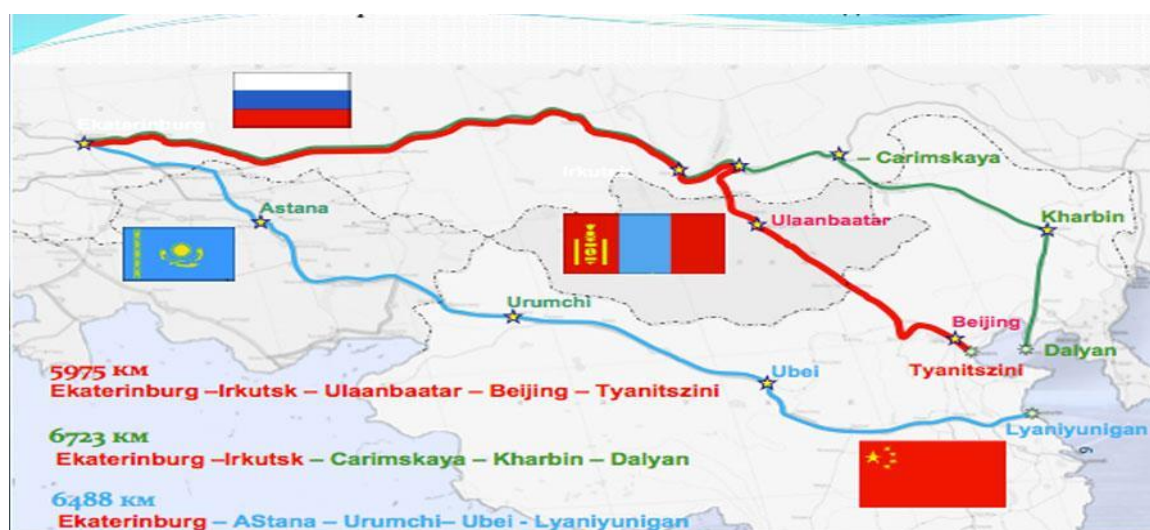 Ekaterinburg
Irkutsk
– Carimskaya
Astana
Ulaanbaatar
Kharbin
Urumchi
Beijing
Dalyan
Tyanitszini
Ubei
Lyaniyunigan
5975 км
Ekaterinburg –Irkutsk – Ulaanbaatar – Beijing – Tyanitszini
6723 км
Ekaterinburg –Irkutsk – Carimskaya – Kharbin – Dalyan
6488 км
Ekaterinburg – AStana – Urumchi– Ubei - Lyaniyunigan
9